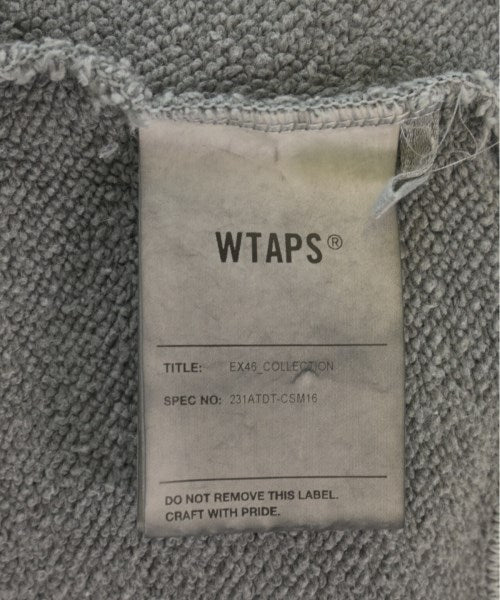 WTAPS®
TITLE: EX46_COLLECTION
SPEC NO: 231ATDT-CSM16
DO NOT REMOVE THIS LABEL.
CRAFT WITH PRIDE.